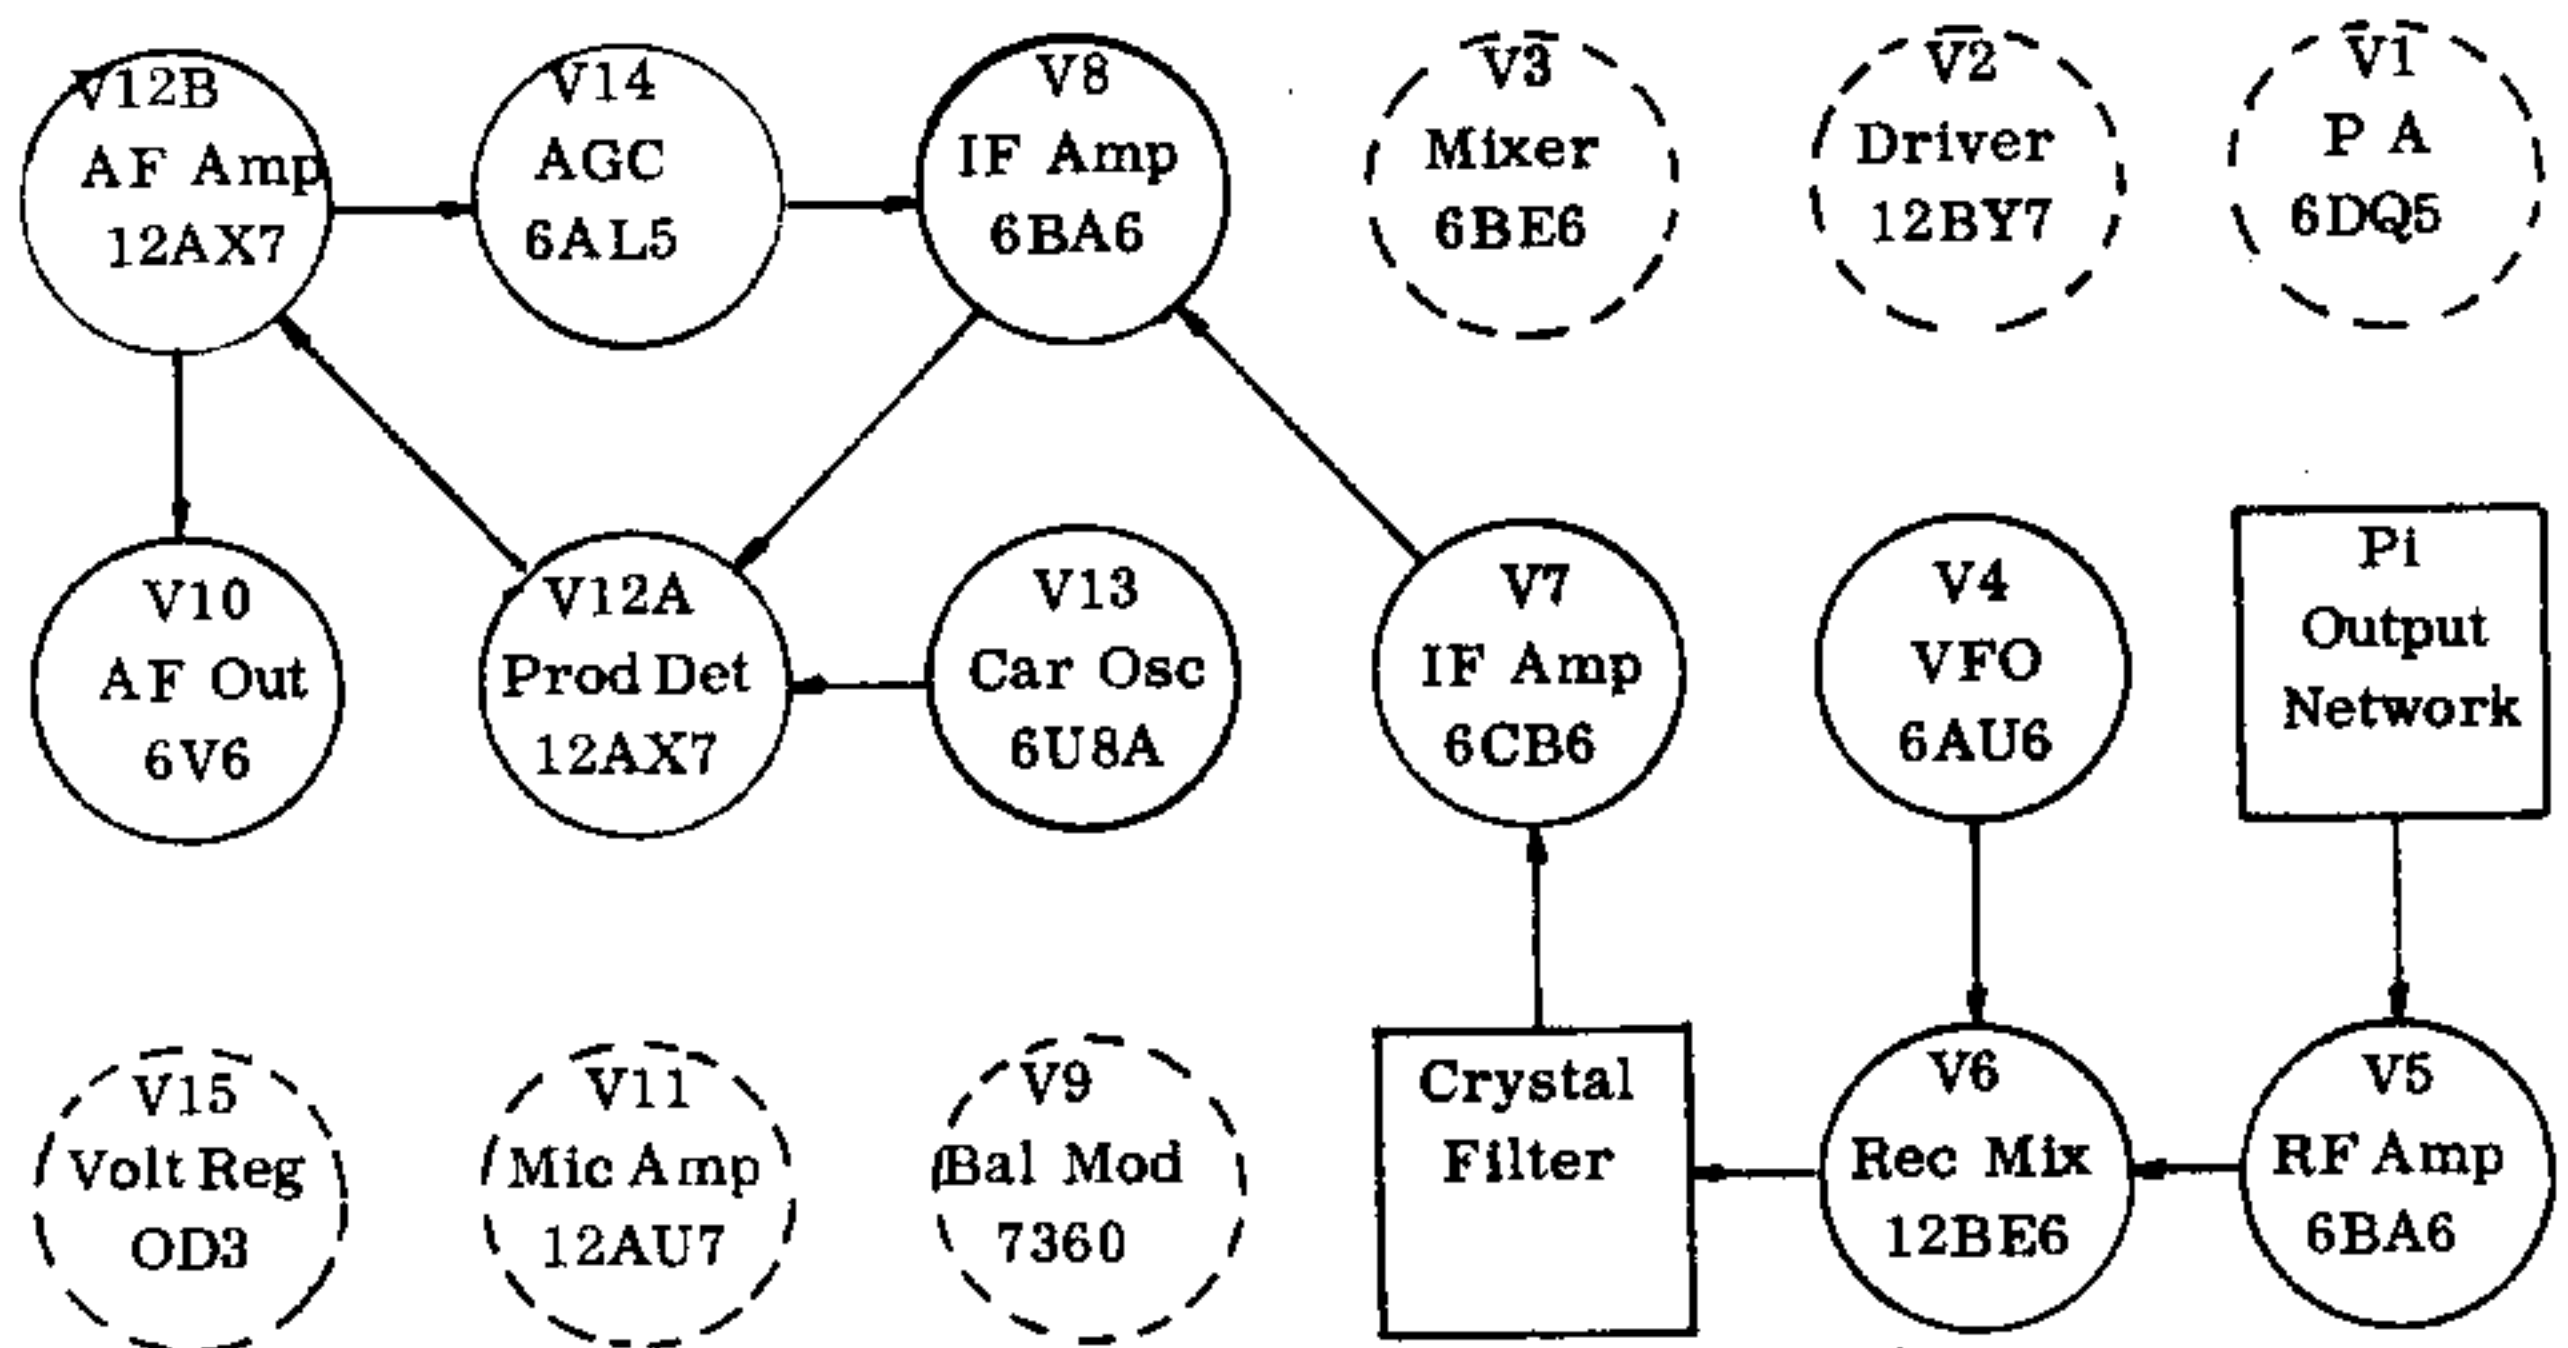 V12B
AF Amp
12AX7
V14
AGC
6AL5
V8
IF Amp
6BA6
V3
Mixer
6BE6
V2
Driver
12BY7
V1
P A
6DQ5
V10
AF Out
6V6
V12A
Prod Det
12AX7
V13
Car Osc
6U8A
V7
IF Amp
6CB6
V4
VFO
6AU6
Pi
Output
Network
V15
Volt Reg
OD3
V11
Mic Amp
12AU7
V9
Bal Mod
7360
Crystal
Filter
V6
Rec Mix
12BE6
V5
RF Amp
6BA6